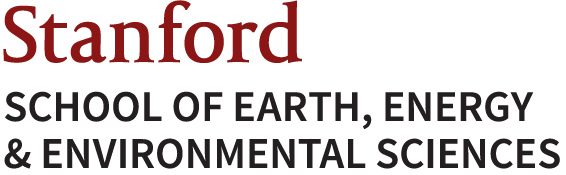 Stanford
SCHOOL OF EARTH, ENERGY
& ENVIRONMENTAL SCIENCES